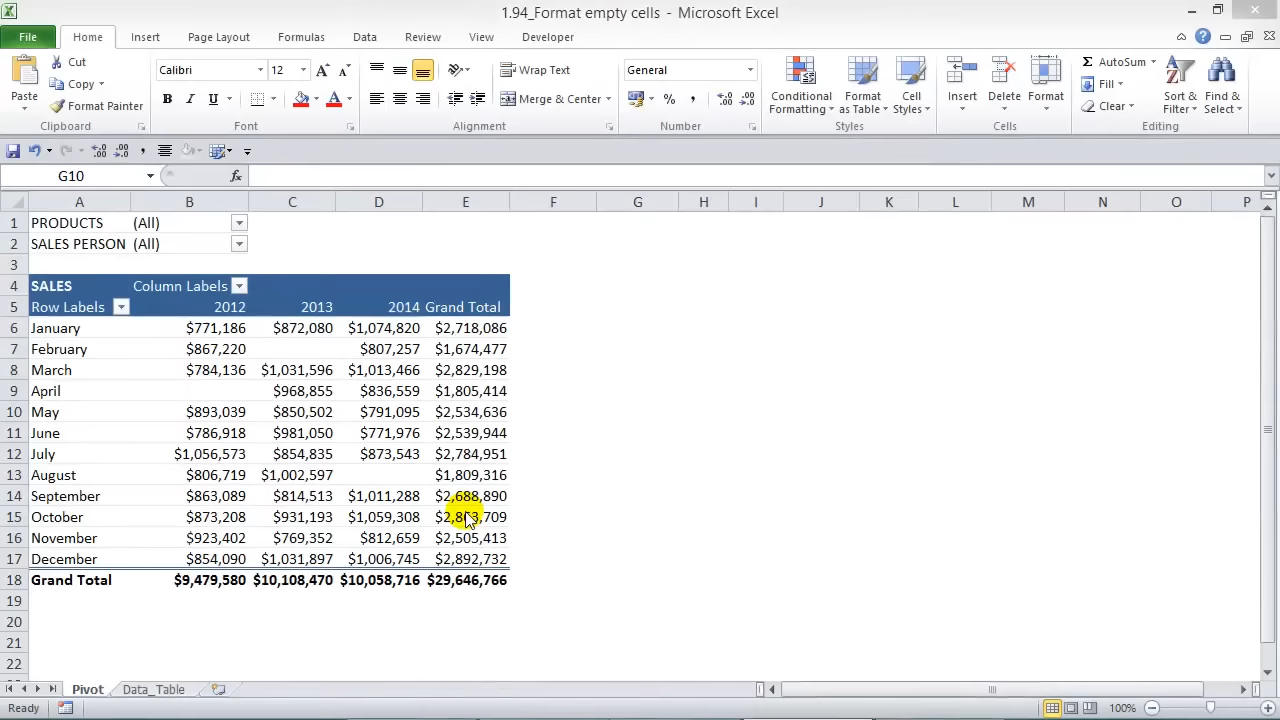 1.94_Format empty cells - Microsoft Excel
File Home Insert Page Layout Formulas Data Review View Developer
Paste
Cut
Copy
Format Painter
Clipboard
Calibri 12
B I U
Font
Wrap Text
Merge & Center
Alignment
General
% ,
Number
Conditional Formatting
Format as Table
Cell Styles
Styles
Insert
Delete
Format
Cells
AutoSum
Fill
Clear
Sort & Filter
Find & Select
Editing
G10 fx
A B C D E F G H I J K L M N O P
1 PRODUCTS (All)
2 SALES PERSON (All)
3
4 SALES Column Labels
5 Row Labels 2012 2013 2014 Grand Total
6 January $771,186 $872,080 $1,074,820 $2,718,086
7 February $867,220 $807,257 $1,674,477
8 March $784,136 $1,031,596 $1,013,466 $2,829,198
9 April $968,855 $836,559 $1,805,414
10 May $893,039 $850,502 $791,095 $2,534,636
11 June $786,918 $981,050 $771,976 $2,539,944
12 July $1,056,573 $854,835 $873,543 $2,784,951
13 August $806,719 $1,002,597 $1,809,316
14 September $863,089 $814,513 $1,011,288 $2,688,890
15 October $873,208 $931,193 $1,059,308
16 November $923,402 $769,352 $812,659 $2,505,413
17 December $854,090 $1,031,897 $1,006,745 $2,892,732
18 Grand Total $9,479,580 $10,108,470 $10,058,716 $29,646,766
19
20
21
22
Pivot Data_Table
Ready 100%